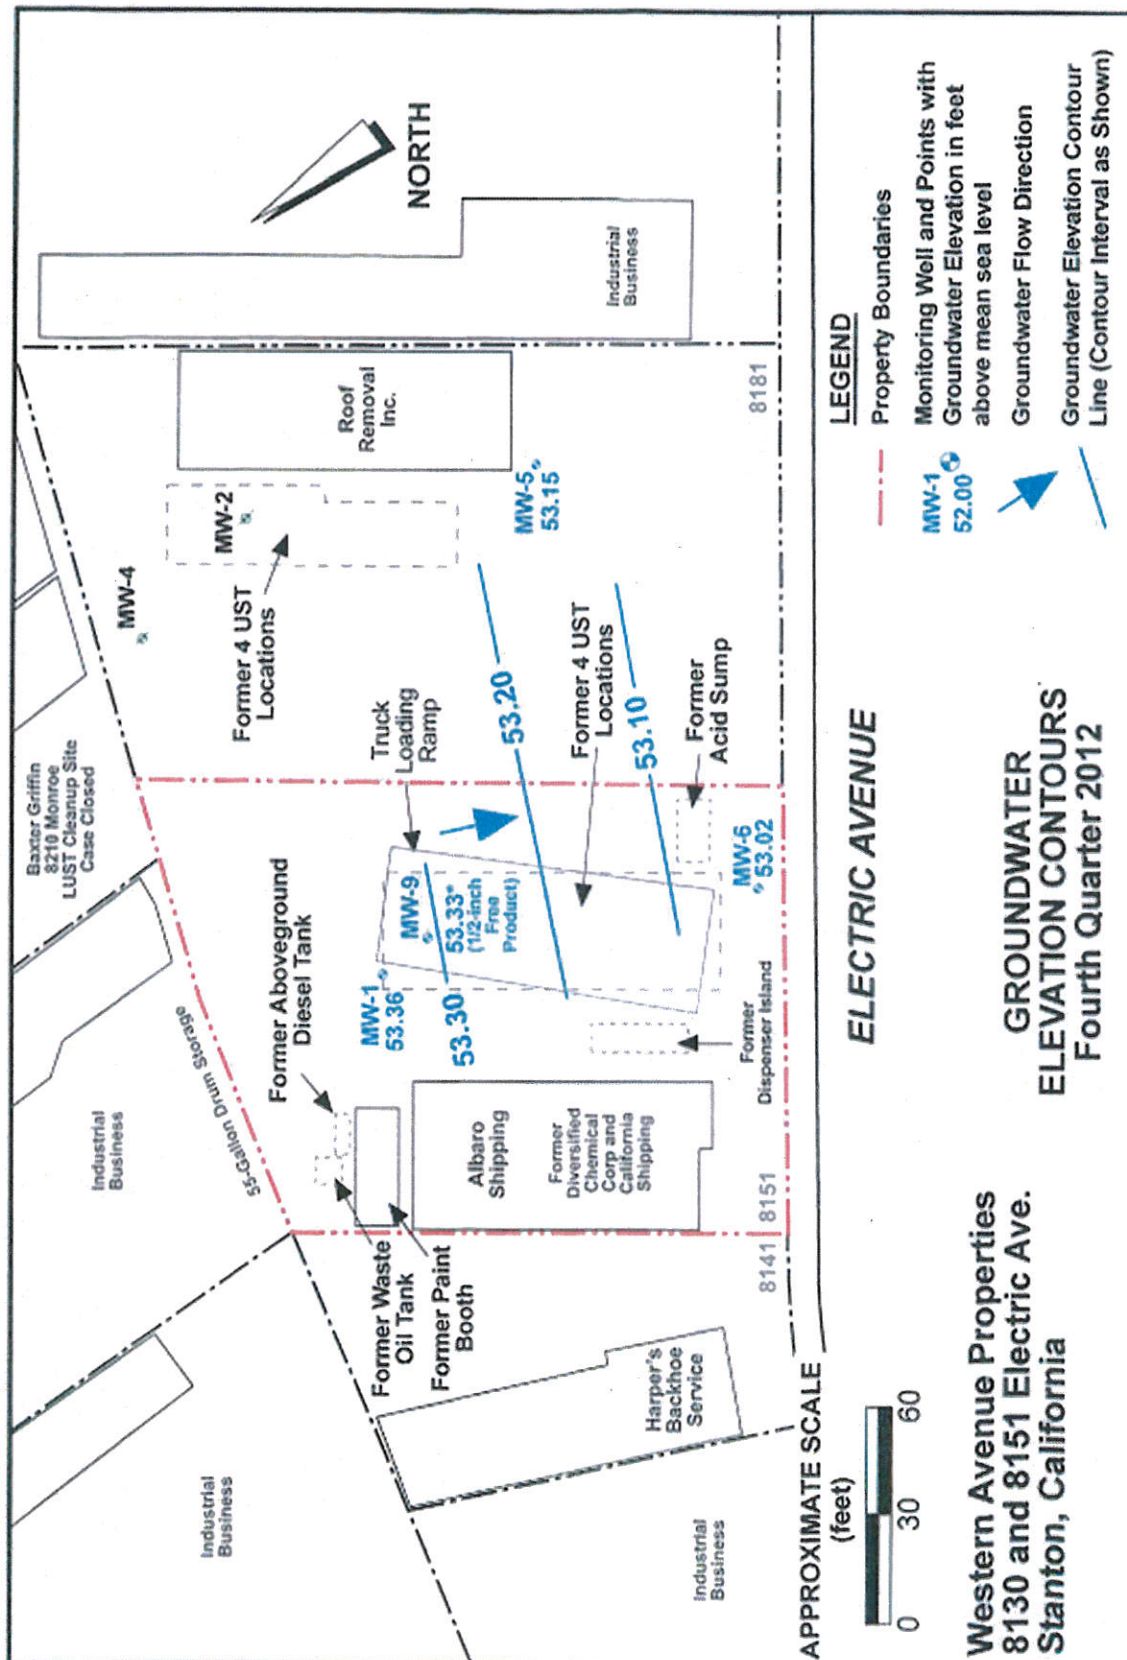 Baxter Griffin
8210 Monroe
LUST Cleanup Site
Case Closed
MW-4
NORTH
Industrial
Business
55-Gallon Drum Storage
Former 4 UST
Locations
MW-2
Roof
Removal
Inc.
Industrial
Business
Industrial
Business
Former Aboveground
Diesel Tank
Truck
Loading
Ramp
MW-5
53.15
MW-1
53.36
MW-9
53.33*
(1/2-inch
Free
Product)
53.30
53.20
53.10
Former 4 UST
Locations
Former
Acid Sump
MW-6
53.02
Former Waste
Oil Tank
Former Paint
Booth
Albaro
Shipping
Former
Diversified
Chemical
Corp and
California
Shipping
Former
Dispenser Island
Harper's
Backhoe
Service
Industrial
Business
8141
8151
8181
ELECTRIC AVENUE
APPROXIMATE SCALE
(feet)
0 30 60
Western Avenue Properties
8130 and 8151 Electric Ave.
Stanton, California
GROUNDWATER
ELEVATION CONTOURS
Fourth Quarter 2012
LEGEND
Property Boundaries
MW-1
52.00
Monitoring Well and Points with
Groundwater Elevation in feet
above mean sea level
Groundwater Flow Direction
Groundwater Elevation Contour
Line (Contour Interval as Shown)